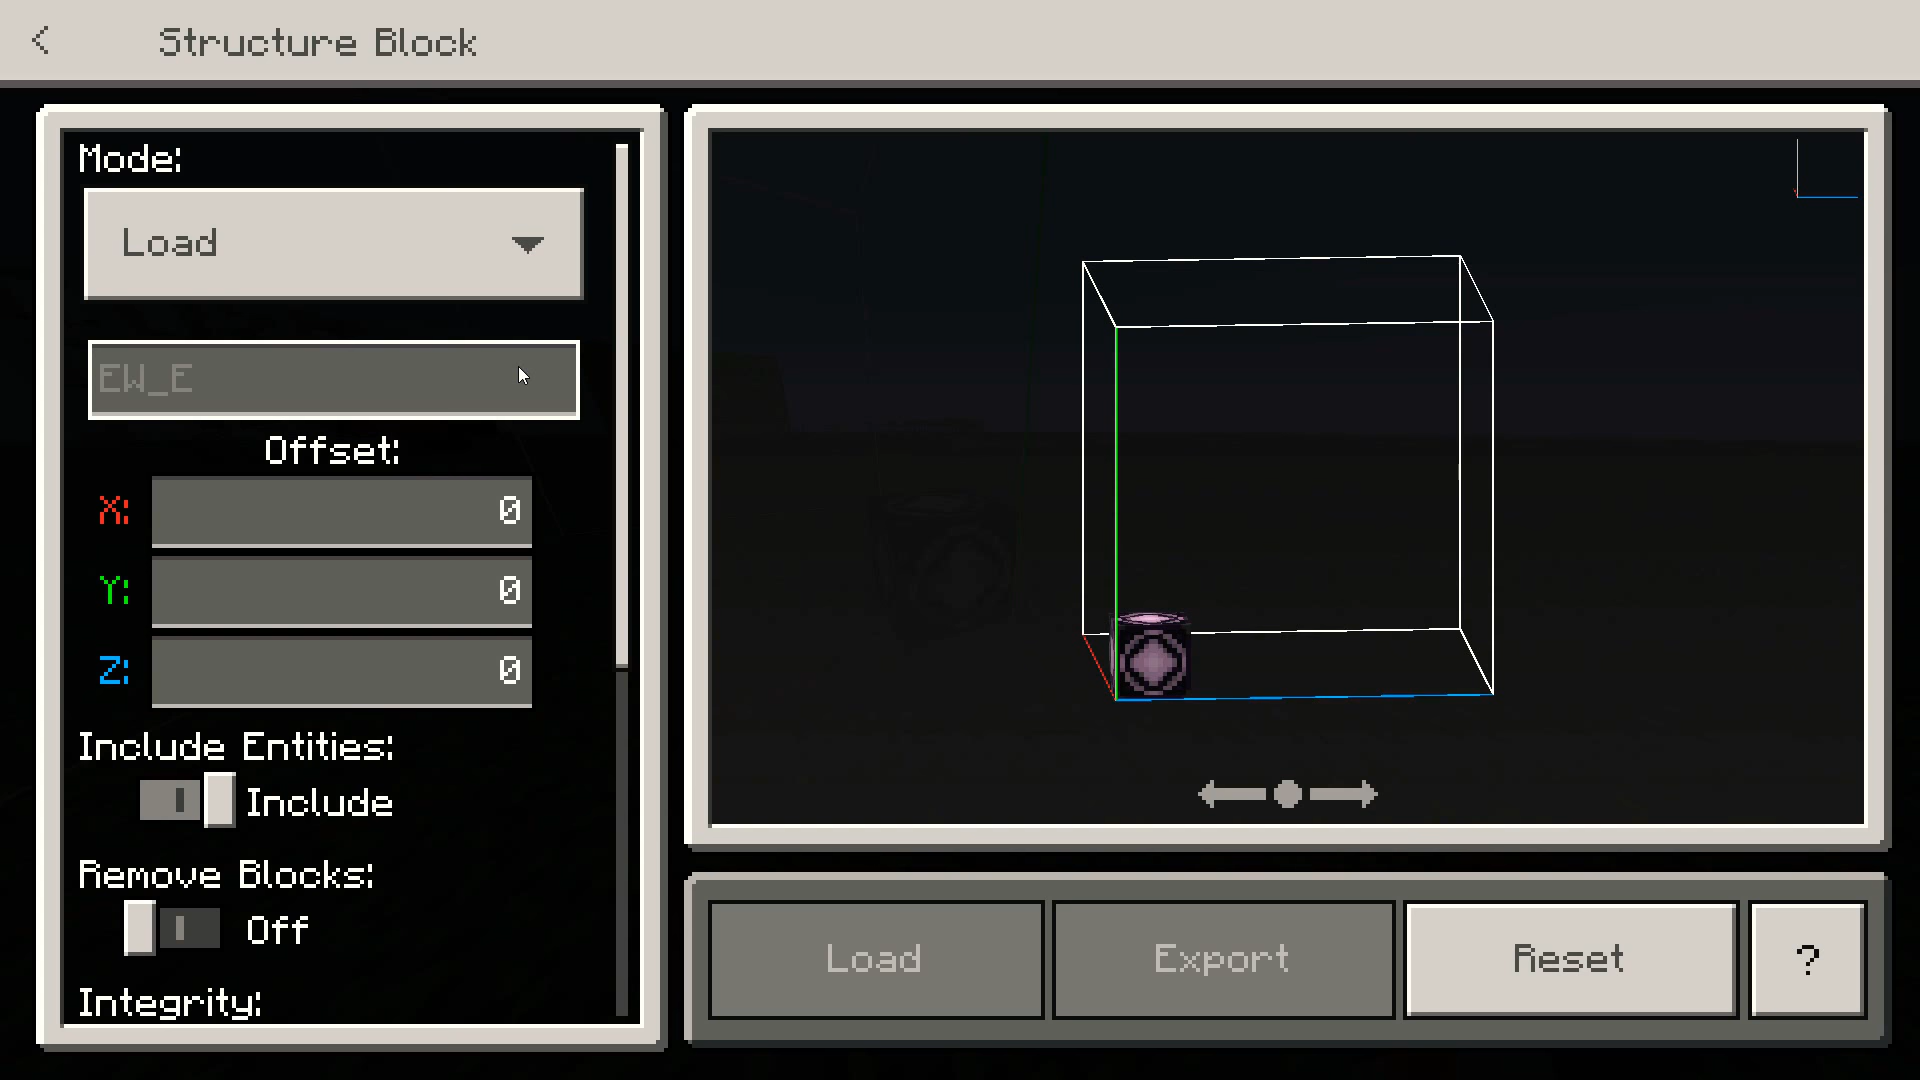 Structure Block
Mode:
Load
EW_E
Offset:
X: 0
Y: 0
Z: 0
Include Entities:
Include
Remove Blocks:
Off
Integrity:
Load
Export
Reset
?